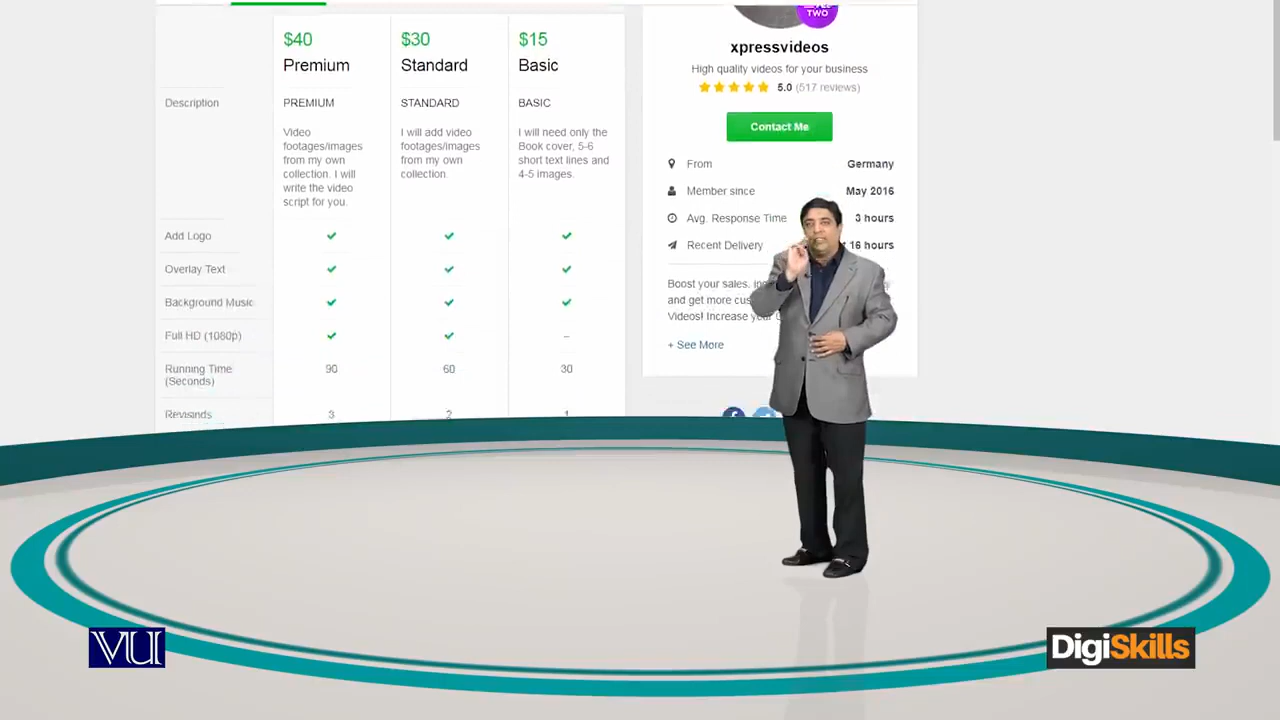 $40
Premium
$30
Standard
$15
Basic
Description
PREMIUM
Video
footages/images
from my own
collection. I will
write the video
script for you.
STANDARD
I will add video
footages/images
from my own
collection.
BASIC
I will need only the
Book cover, 5-6
short text lines and
4-5 images.
Add Logo
Overlay Text
Background Music
Full HD (1080p)
–
Running Time
(Seconds)
90
60
30
3
2
1
TWO
xpressvideos
High quality videos for your business
5.0 (517 reviews)
Contact Me
From Germany
Member since May 2016
Avg. Response Time 3 hours
Recent Delivery 16 hours
Boost your sales,
and get more
Videos! Increase
+ See More
VU
DigiSkills